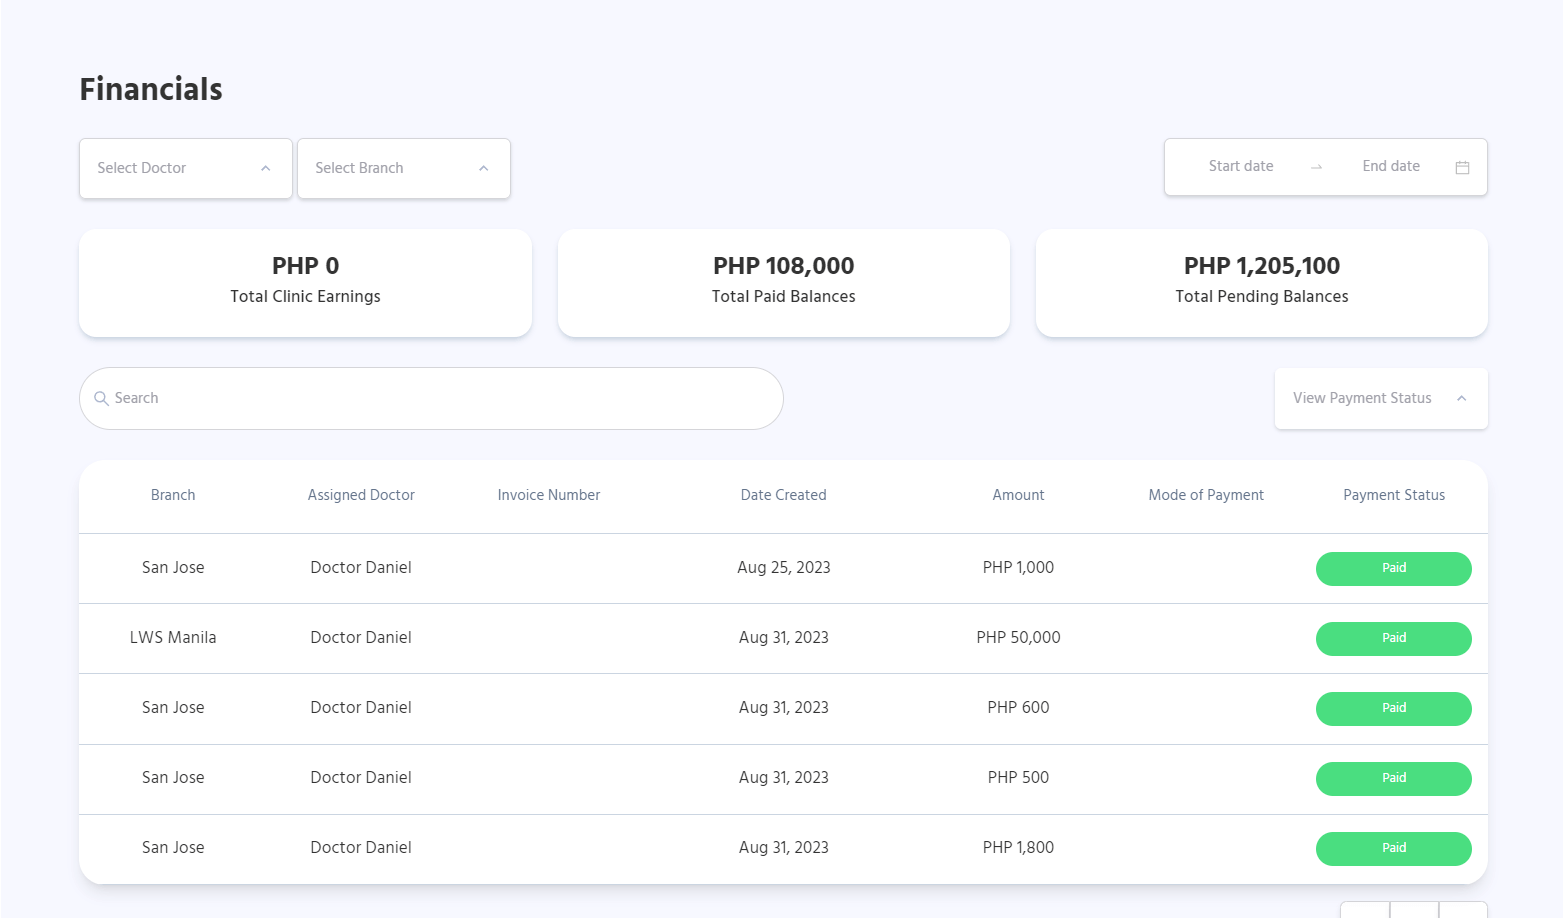 Financials
Select Doctor Select Branch Start date End date
PHP 0 PHP 108,000 PHP 1,205,100
Total Clinic Earnings Total Paid Balances Total Pending Balances
Search View Payment Status
Branch Assigned Doctor Invoice Number Date Created Amount Mode of Payment Payment Status
San Jose Doctor Daniel Aug 25, 2023 PHP 1,000 Paid
LWS Manila Doctor Daniel Aug 31, 2023 PHP 50,000 Paid
San Jose Doctor Daniel Aug 31, 2023 PHP 600 Paid
San Jose Doctor Daniel Aug 31, 2023 PHP 500 Paid
San Jose Doctor Daniel Aug 31, 2023 PHP 1,800 Paid